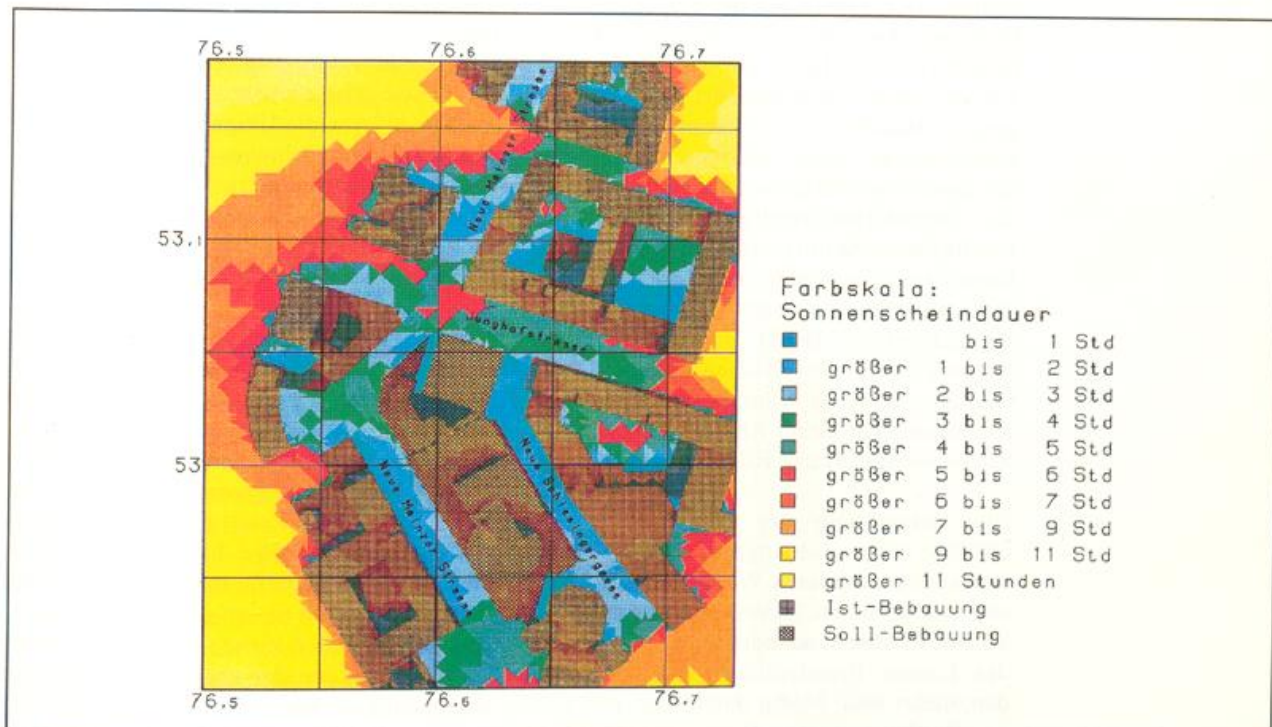 76.5 76.6 76.7
Neue Mainzer Strasse
53.1
Junghofstrasse
53
Neue Mainzer Strasse
Neue Schlesingergasse
76.5 76.6 76.7
Farbskala:
Sonnenscheindauer
bis 1 Std
größer 1 bis 2 Std
größer 2 bis 3 Std
größer 3 bis 4 Std
größer 4 bis 5 Std
größer 5 bis 6 Std
größer 6 bis 7 Std
größer 7 bis 9 Std
größer 9 bis 11 Std
größer 11 Stunden
Ist-Bebauung
Soll-Bebauung